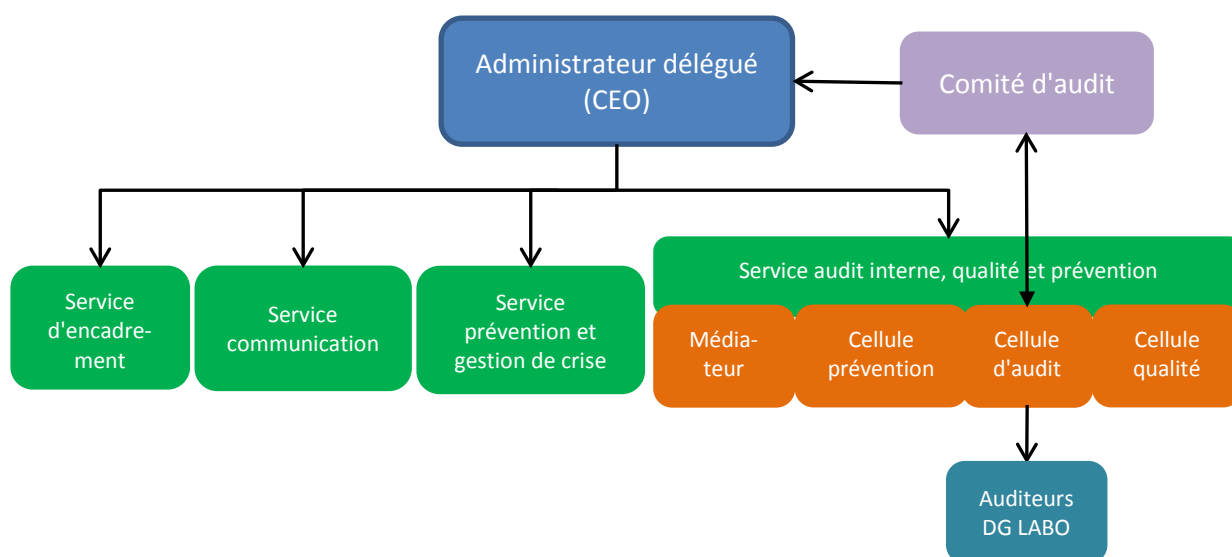 Administrateur délégué
(CEO)
Comité d'audit
Service
d'encadre-
ment
Service
communication
Service
prévention et
gestion de crise
Service audit interne, qualité et prévention
Média-
teur
Cellule
prévention
Cellule
d'audit
Cellule
qualité
Auditeurs
DG LABO